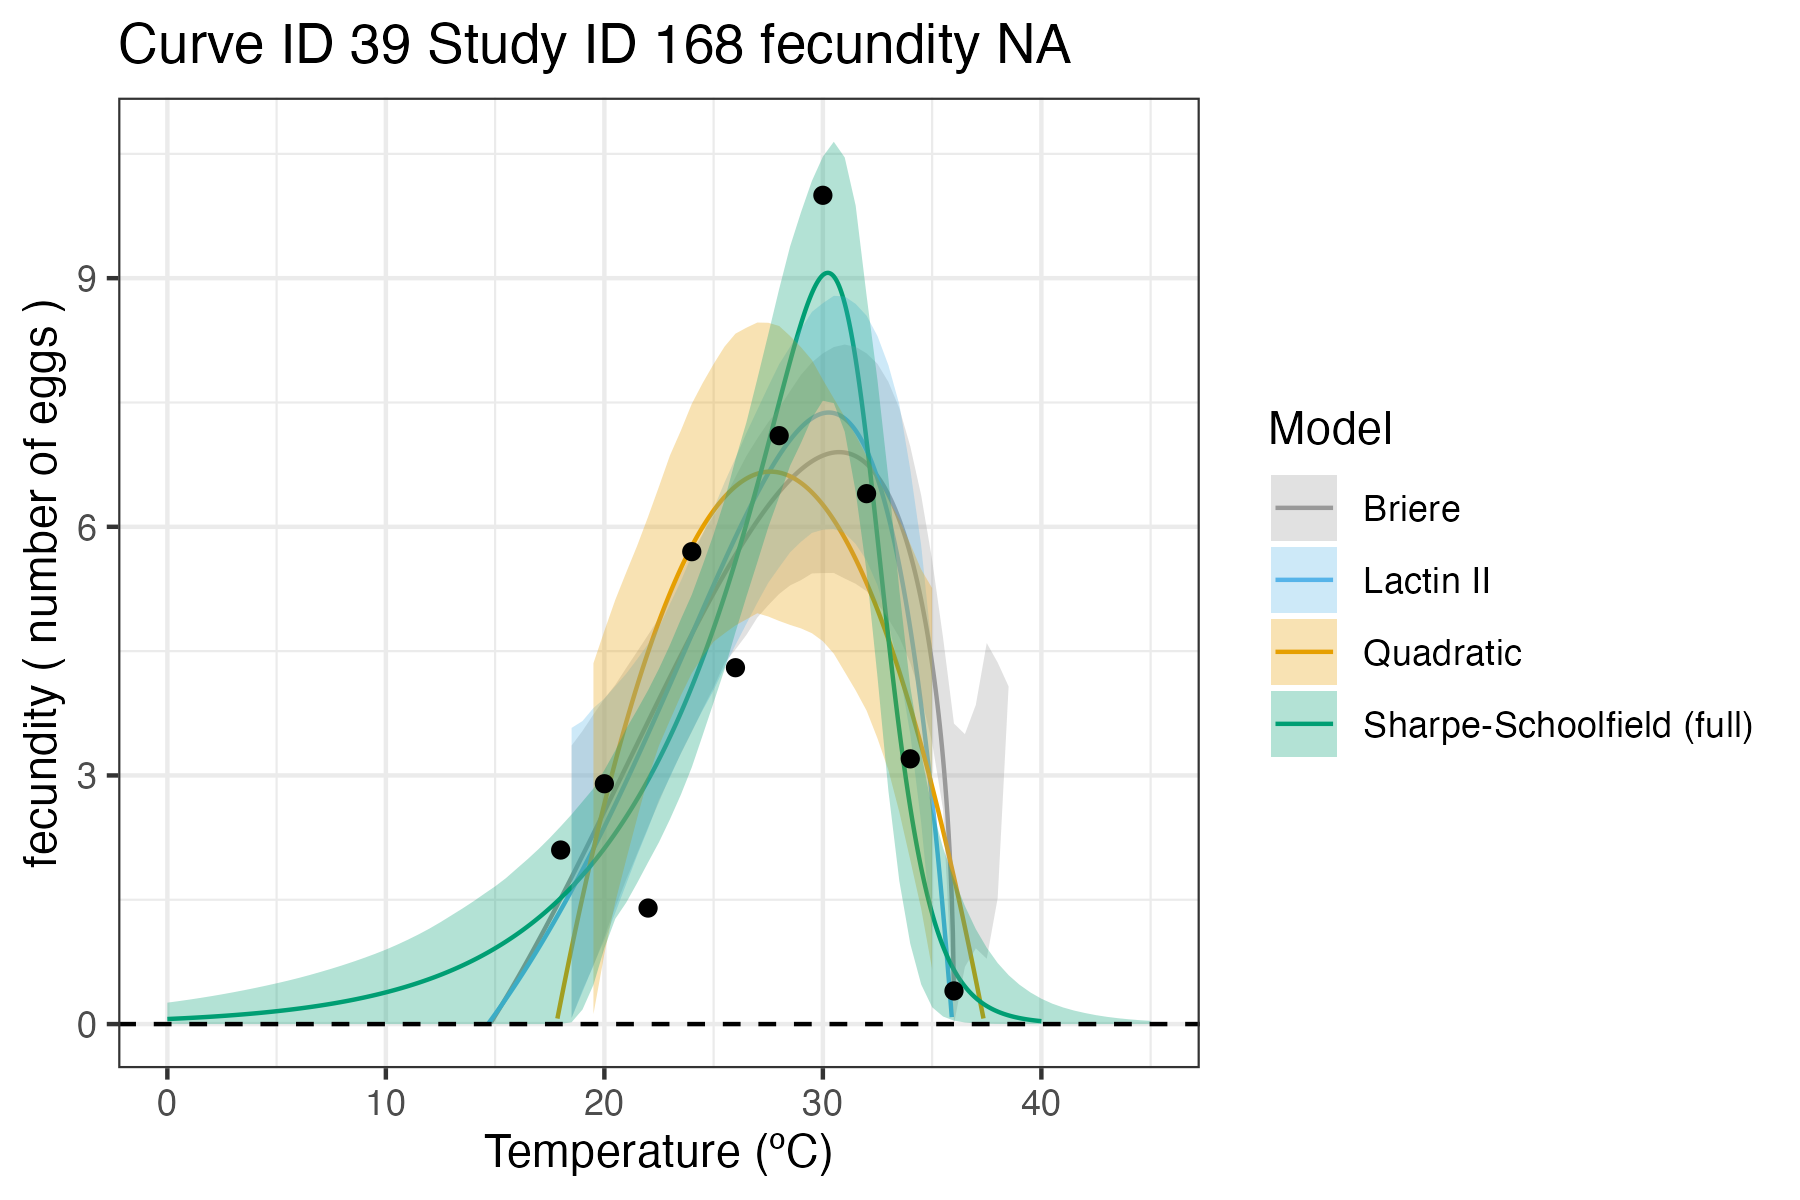 Curve ID 39 Study ID 168 fecundity NA
fecundity ( number of eggs )
9
6
3
0
0
10
20
30
40
Temperature (ºC)
Model
Briere
Lactin II
Quadratic
Sharpe-Schoolfield (full)